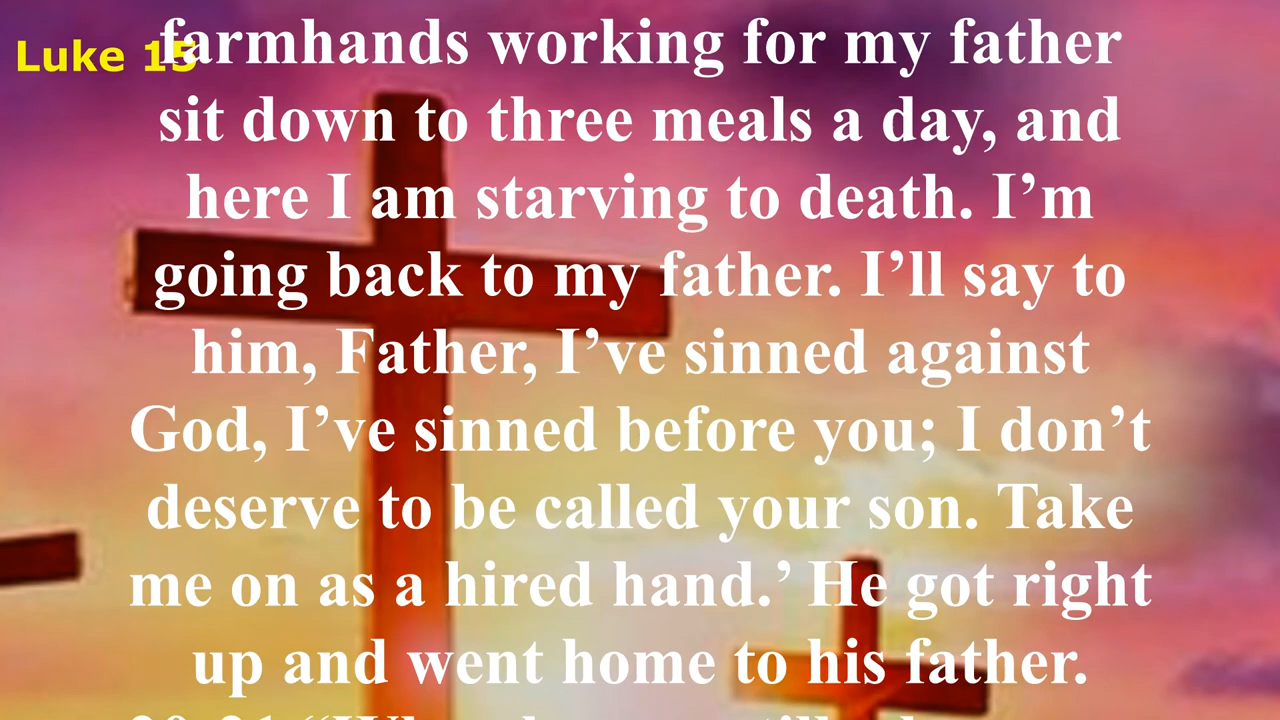 Luke 15
farmhands working for my father
sit down to three meals a day, and
here I am starving to death. I’m
going back to my father. I’ll say to
him, Father, I’ve sinned against
God, I’ve sinned before you; I don’t
deserve to be called your son. Take
me on as a hired hand.’ He got right
up and went home to his father.